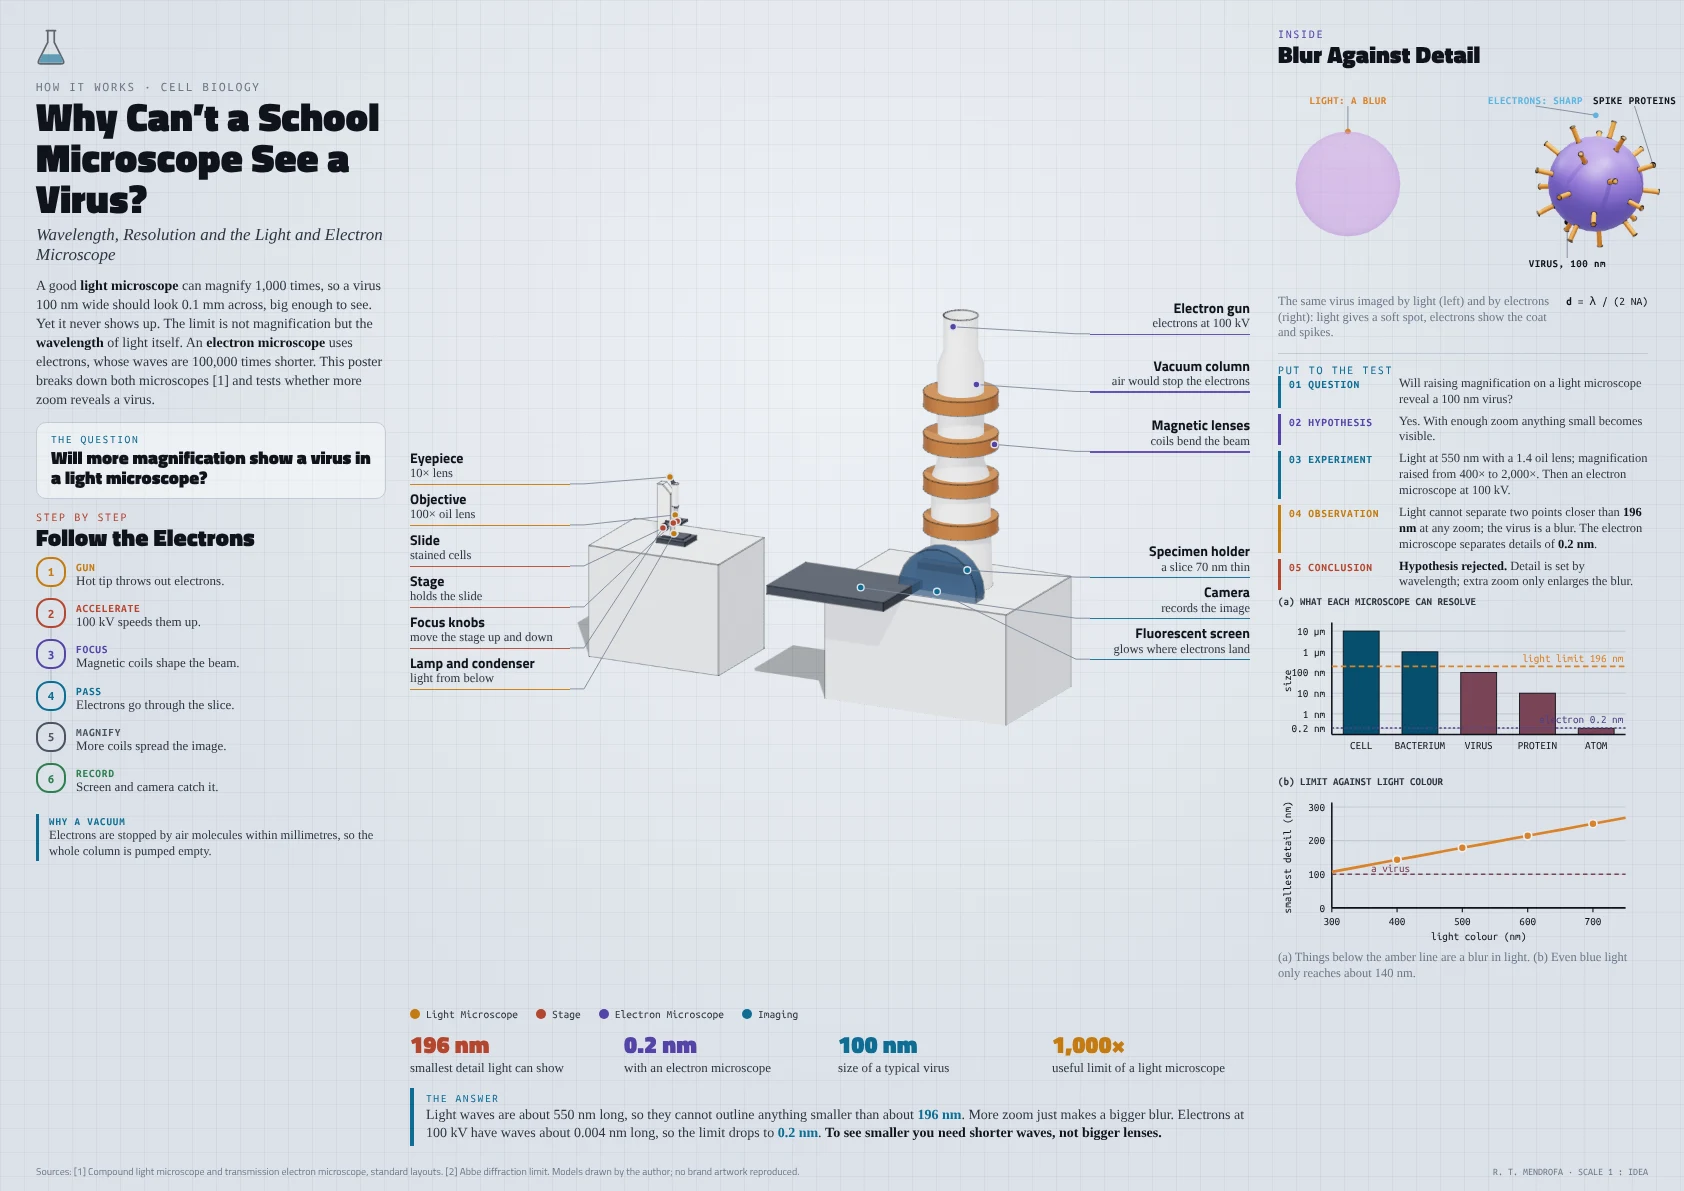 HOW IT WORKS · CELL BIOLOGY
Why Can’t a School
Microscope See a
Virus?
Wavelength, Resolution and the Light and Electron
Microscope
A good light microscope can magnify 1,000 times, so a virus
100 nm wide should look 0.1 mm across, big enough to see.
Yet it never shows up. The limit is not magnification but the
wavelength of light itself. An electron microscope uses
electrons, whose waves are 100,000 times shorter. This poster
breaks down both microscopes [1] and tests whether more
zoom reveals a virus.
THE QUESTION
Will more magnification show a virus in
a light microscope?
STEP BY STEP
Follow the Electrons
1
GUN
Hot tip throws out electrons.
2
ACCELERATE
100 kV speeds them up.
3
FOCUS
Magnetic coils shape the beam.
4
PASS
Electrons go through the slice.
5
MAGNIFY
More coils spread the image.
6
RECORD
Screen and camera catch it.
WHY A VACUUM
Electrons are stopped by air molecules within millimetres, so the
whole column is pumped empty.
Eyepiece
10× lens
Objective
100× oil lens
Slide
stained cells
Stage
holds the slide
Focus knobs
move the stage up and down
Lamp and condenser
light from below
Electron gun
electrons at 100 kV
Vacuum column
air would stop the electrons
Magnetic lenses
coils bend the beam
Specimen holder
a slice 70 nm thin
Camera
records the image
Fluorescent screen
glows where electrons land
Light Microscope
Stage
Electron Microscope
Imaging
196 nm
smallest detail light can show
0.2 nm
with an electron microscope
100 nm
size of a typical virus
1,000×
useful limit of a light microscope
THE ANSWER
Light waves are about 550 nm long, so they cannot outline anything smaller than about 196 nm. More zoom just makes a bigger blur. Electrons at
100 kV have waves about 0.004 nm long, so the limit drops to 0.2 nm. To see smaller you need shorter waves, not bigger lenses.
INSIDE
Blur Against Detail
LIGHT: A BLUR
ELECTRONS: SHARP
SPIKE PROTEINS
VIRUS, 100 nm
The same virus imaged by light (left) and by electrons
(right): light gives a soft spot, electrons show the coat
and spikes.
d = λ / (2 NA)
PUT TO THE TEST
01 QUESTION
Will raising magnification on a light microscope
reveal a 100 nm virus?
02 HYPOTHESIS
Yes. With enough zoom anything small becomes
visible.
03 EXPERIMENT
Light at 550 nm with a 1.4 oil lens; magnification
raised from 400× to 2,000×. Then an electron
microscope at 100 kV.
04 OBSERVATION
Light cannot separate two points closer than 196
nm at any zoom; the virus is a blur. The electron
microscope separates details of 0.2 nm.
05 CONCLUSION
Hypothesis rejected. Detail is set by
wavelength; extra zoom only enlarges the blur.
(a) WHAT EACH MICROSCOPE CAN RESOLVE
size
10 µm
1 µm
100 nm
10 nm
1 nm
0.2 nm
light limit 196 nm
electron 0.2 nm
CELL
BACTERIUM
VIRUS
PROTEIN
ATOM
(b) LIMIT AGAINST LIGHT COLOUR
smallest detail (nm)
300
200
100
0
a virus
300
400
500
600
700
light colour (nm)
(a) Things below the amber line are a blur in light. (b) Even blue light
only reaches about 140 nm.
Sources: [1] Compound light microscope and transmission electron microscope, standard layouts. [2] Abbe diffraction limit. Models drawn by the author; no brand artwork reproduced.
R. T. MENDROFA · SCALE 1 : IDEA